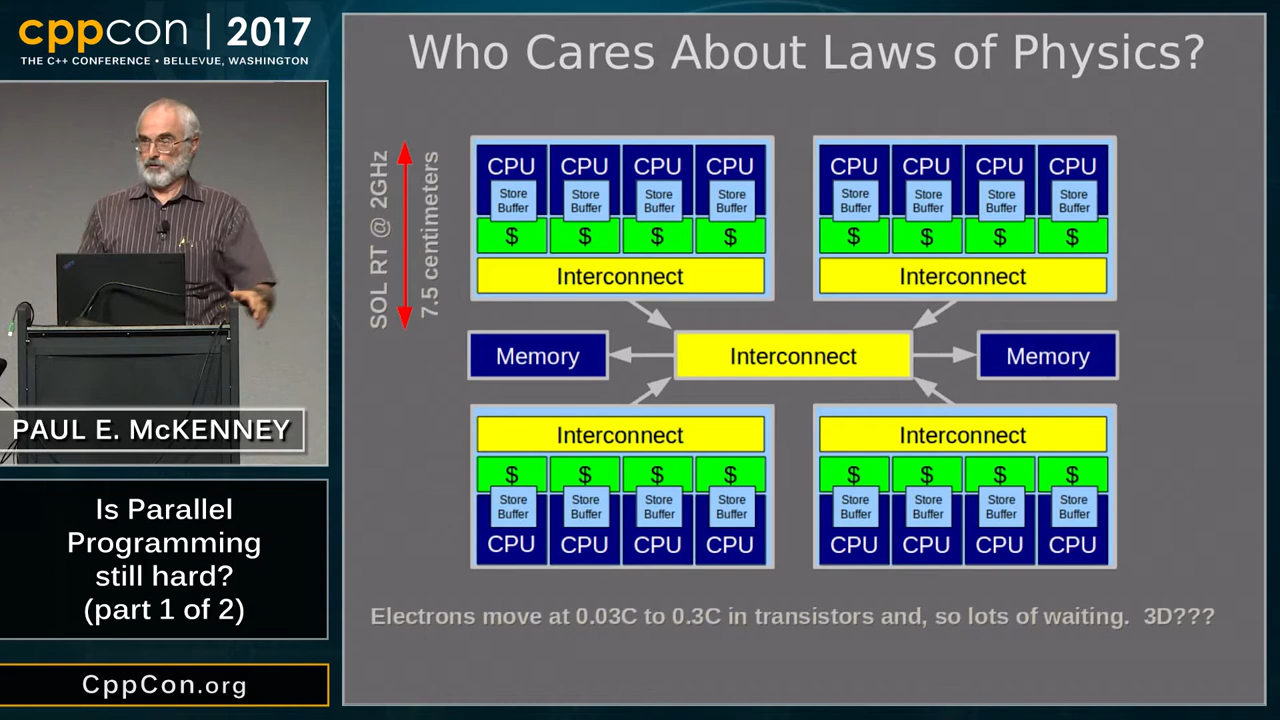 cppcon | 2017
THE C++ CONFERENCE • BELLEVUE, WASHINGTON
PAUL E. McKENNEY
Is Parallel
Programming
still hard?
(part 1 of 2)
CppCon.org
Who Cares About Laws of Physics?
SOL RT @ 2GHz
7.5 centimeters
CPU CPU CPU CPU
Store Buffer Store Buffer Store Buffer Store Buffer
$ $ $ $
Interconnect
CPU CPU CPU CPU
Store Buffer Store Buffer Store Buffer Store Buffer
$ $ $ $
Interconnect
Memory
Interconnect
Memory
Interconnect
$ $ $ $
Store Buffer Store Buffer Store Buffer Store Buffer
CPU CPU CPU CPU
Interconnect
$ $ $ $
Store Buffer Store Buffer Store Buffer Store Buffer
CPU CPU CPU CPU
Electrons move at 0.03C to 0.3C in transistors and, so lots of waiting. 3D???